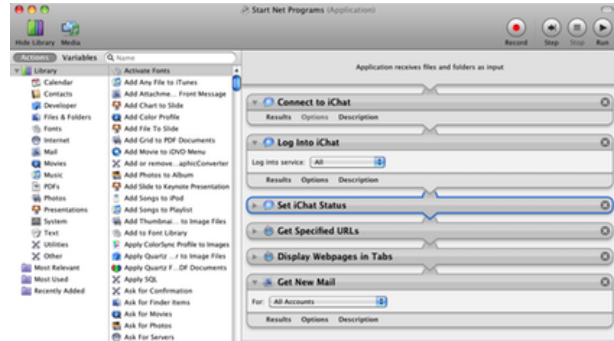 Start Net Programs (Application)
Hide Library Media
Record Step Stop Run
Actions Variables
Name
Library
Calendar
Contacts
Developer
Files & Folders
Fonts
Internet
Mail
Movies
Music
PDFs
Photos
Presentations
System
Text
Utilities
Other
Most Relevant
Most Used
Recently Added
Activate Fonts
Add Any File to iTunes
Add Attachme... Front Message
Add Chart to Slide
Add Color Profile
Add File To Slide
Add Grid to PDF Documents
Add Movie to iDVD Menu
Add or remove...aphicConverter
Add Photos to Album
Add Slide to Keynote Presentation
Add Songs to iPod
Add Songs to Playlist
Add Thumbnai... to Image Files
Add to Font Library
Apply ColorSync Profile to Images
Apply Quartz ...r to Image Files
Apply Quartz F...DF Documents
Apply SQL
Ask for Confirmation
Ask for Finder Items
Ask for Movies
Ask for Photos
Ask For Servers
Application receives files and folders as input
Connect to iChat
Results Options Description
Log Into iChat
Log into service: All
Results Options Description
Set iChat Status
Get Specified URLs
Display Webpages in Tabs
Get New Mail
For: All Accounts
Results Options Description